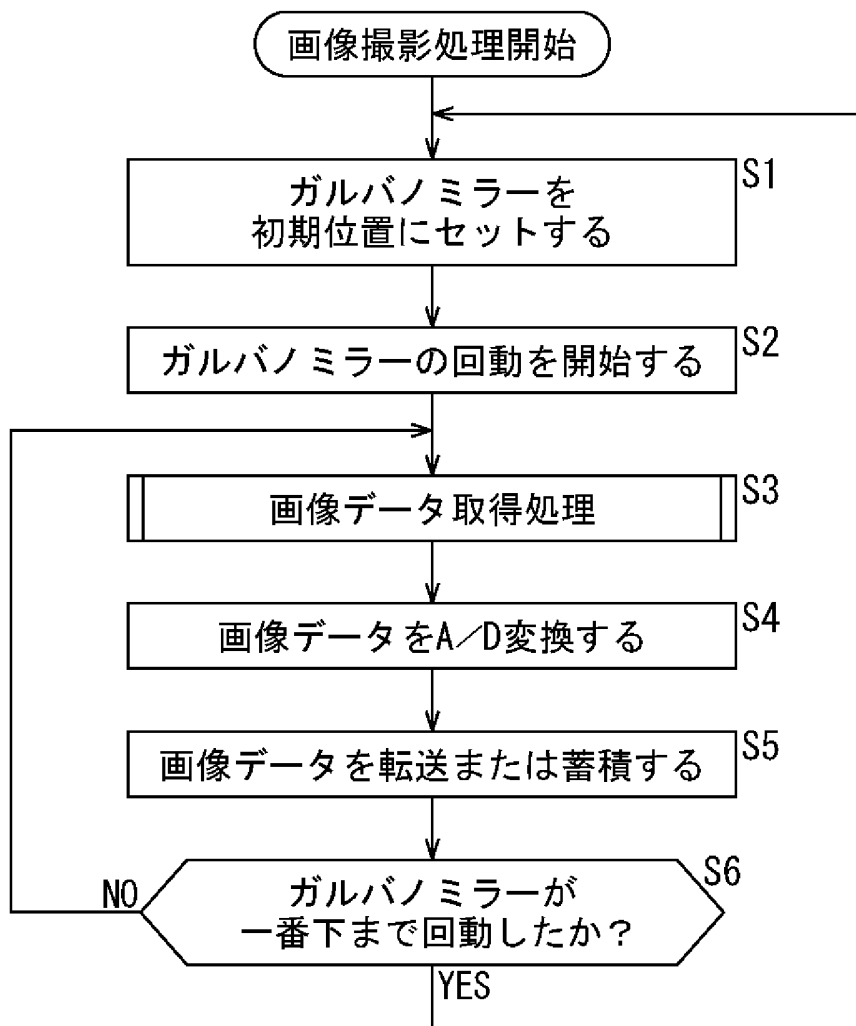 画像撮影処理開始
S1
ガルバノミラーを
初期位置にセットする
S2
ガルバノミラーの回動を開始する
S3
画像データ取得処理
S4
画像データをA/D変換する
S5
画像データを転送または蓄積する
S6
ガルバノミラーが
一番下まで回動したか?
NO
YES